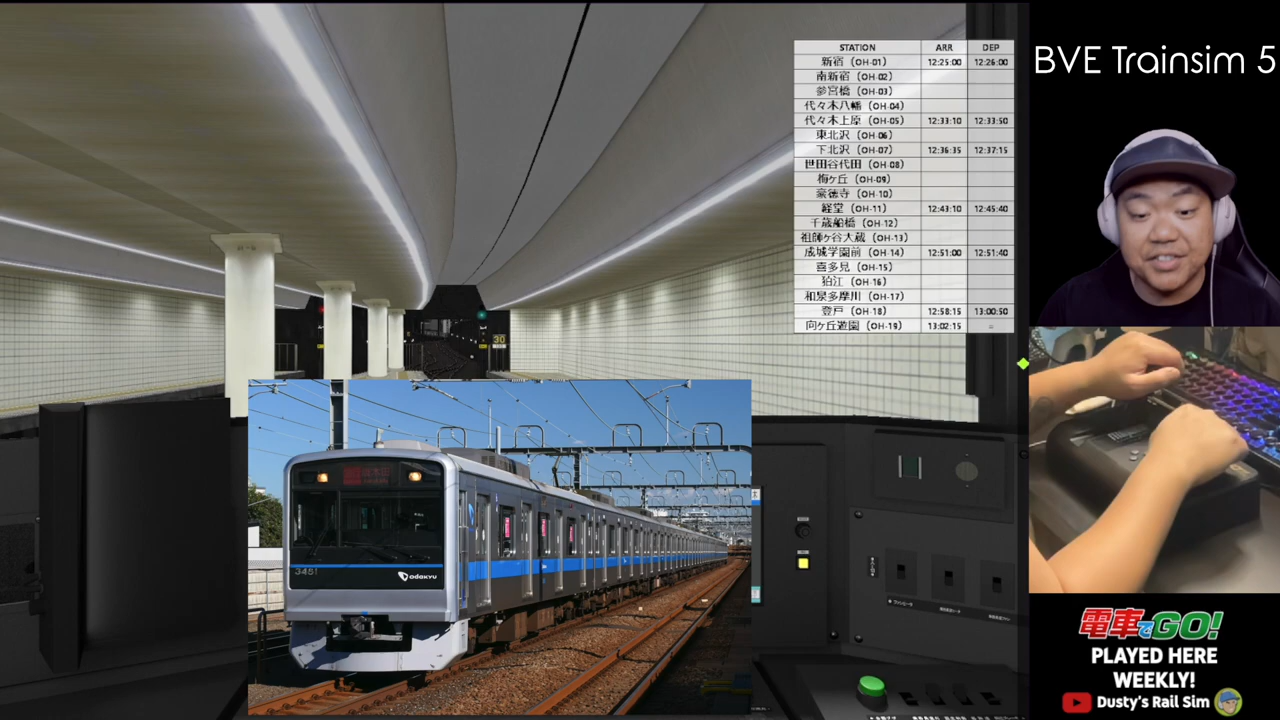 STATION ARR DEP
新宿 (OH-01) 12:25:00 12:26:00
南新宿 (OH-02)
参宮橋 (OH-03)
代々木八幡 (OH-04)
代々木上原 (OH-05) 12:33:10 12:33:50
東北沢 (OH-06)
下北沢 (OH-07) 12:36:35 12:37:15
世田谷代田 (OH-08)
梅ヶ丘 (OH-09)
豪徳寺 (OH-10)
経堂 (OH-11) 12:43:10 12:45:40
千歳船橋 (OH-12)
祖師ヶ谷大蔵 (OH-13)
成城学園前 (OH-14) 12:51:00 12:51:40
喜多見 (OH-15)
狛江 (OH-16)
和泉多摩川 (OH-17)
登戸 (OH-18) 12:58:15 13:00:50
向ヶ丘遊園 (OH-19) 13:02:15 =
BVE Trainsim 5
30
3451
ODAKYU
電車でGO!
PLAYED HERE
WEEKLY!
Dusty's Rail Sim